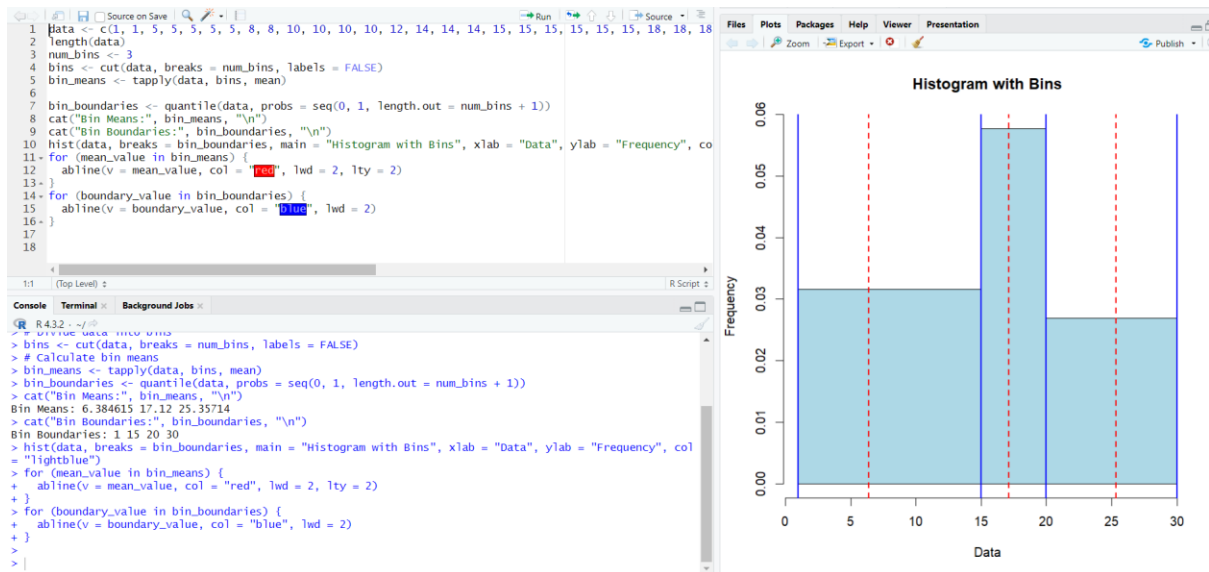 Source on Save
Run
Source
1 data <- c(1, 1, 5, 5, 5, 5, 5, 8, 8, 10, 10, 10, 10, 12, 14, 14, 14, 15, 15, 15, 15, 15, 15, 18, 18, 18
2 length(data)
3 num_bins <- 3
4 bins <- cut(data, breaks = num_bins, labels = FALSE)
5 bin_means <- tapply(data, bins, mean)
6
7 bin_boundaries <- quantile(data, probs = seq(0, 1, length.out = num_bins + 1))
8 cat("Bin Means:", bin_means, "\n")
9 cat("Bin Boundaries:", bin_boundaries, "\n")
10 hist(data, breaks = bin_boundaries, main = "Histogram with Bins", xlab = "Data", ylab = "Frequency", co
11 for (mean_value in bin_means) {
12 abline(v = mean_value, col = "red", lwd = 2, lty = 2)
13 }
14 for (boundary_value in bin_boundaries) {
15 abline(v = boundary_value, col = "blue", lwd = 2)
16 }
17
18
1:1 (Top Level) R Script
Console Terminal Background Jobs
R 4.3.2 · ~/
> # Divide data into bins
> bins <- cut(data, breaks = num_bins, labels = FALSE)
> # Calculate bin means
> bin_means <- tapply(data, bins, mean)
> bin_boundaries <- quantile(data, probs = seq(0, 1, length.out = num_bins + 1))
> cat("Bin Means:", bin_means, "\n")
Bin Means: 6.384615 17.12 25.35714
> cat("Bin Boundaries:", bin_boundaries, "\n")
Bin Boundaries: 1 15 20 30
> hist(data, breaks = bin_boundaries, main = "Histogram with Bins", xlab = "Data", ylab = "Frequency", col
= "lightblue")
> for (mean_value in bin_means) {
+ abline(v = mean_value, col = "red", lwd = 2, lty = 2)
+ }
> for (boundary_value in bin_boundaries) {
+ abline(v = boundary_value, col = "blue", lwd = 2)
+ }
>
>
Files Plots Packages Help Viewer Presentation
Zoom Export Publish
Histogram with Bins
Frequency
0.06
0.05
0.04
0.03
0.02
0.01
0.00
0 5 10 15 20 25 30
Data